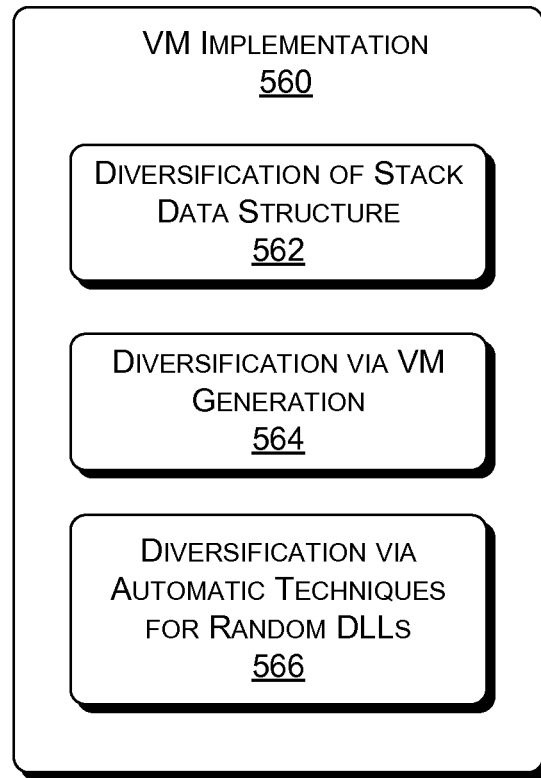 VM IMPLEMENTATION
560
DIVERSIFICATION OF STACK
DATA STRUCTURE
562
DIVERSIFICATION VIA VM
GENERATION
564
DIVERSIFICATION VIA
AUTOMATIC TECHNIQUES
FOR RANDOM DLLS
566